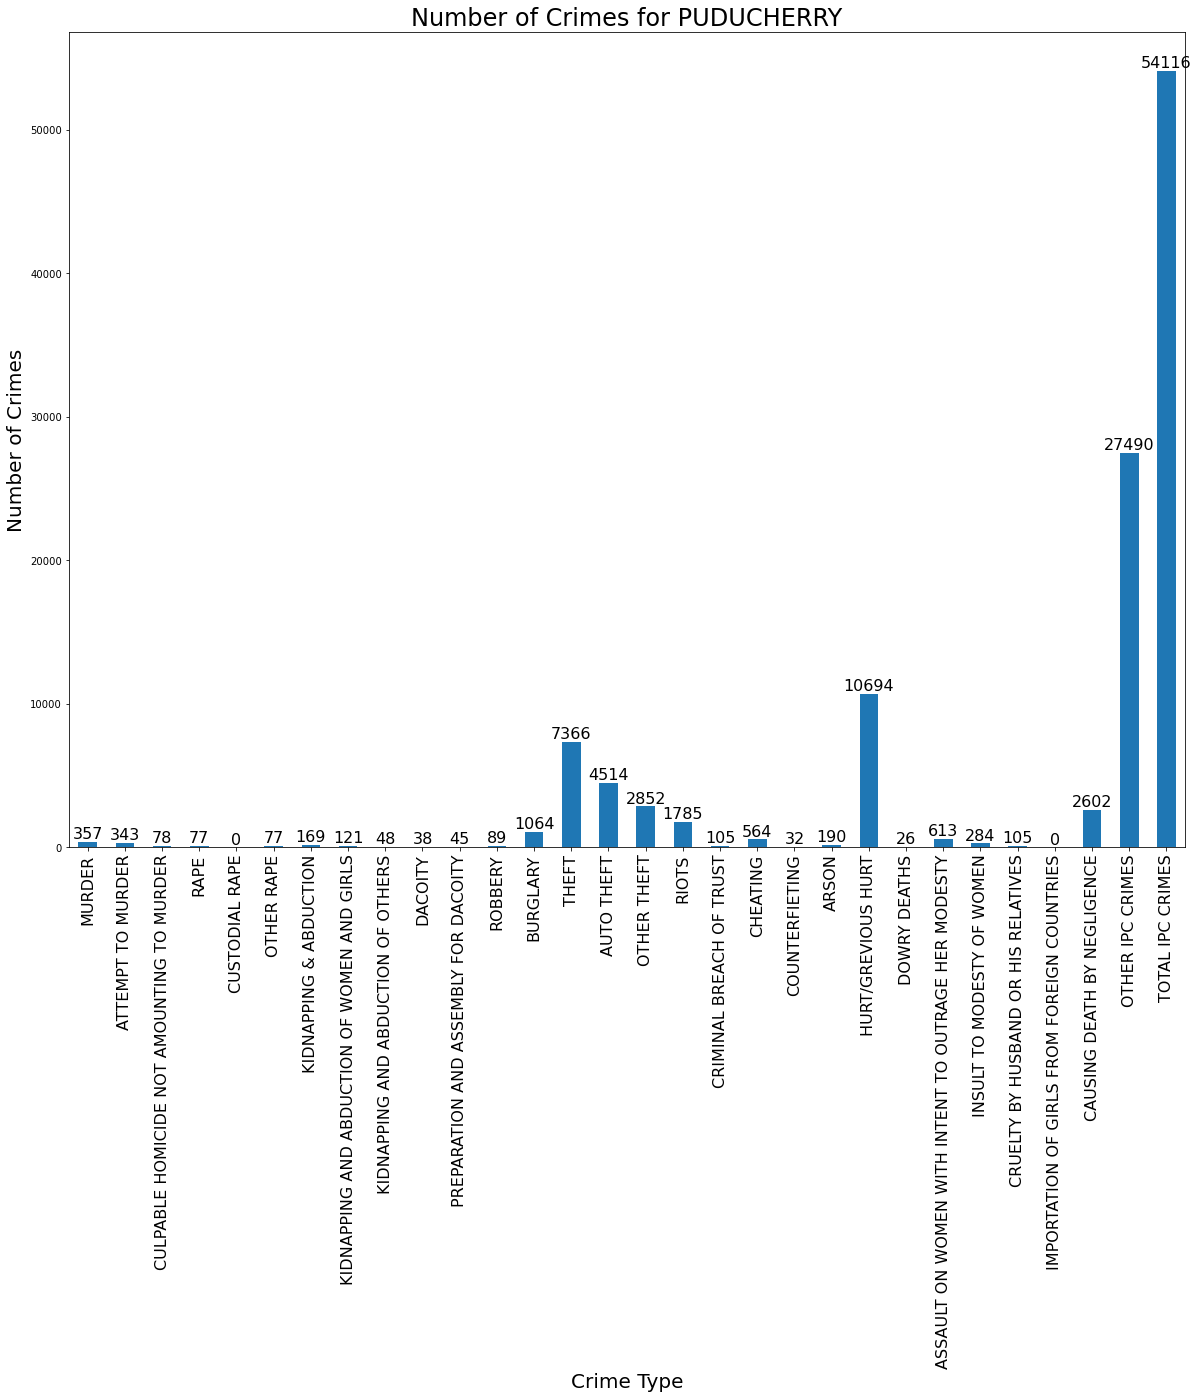 Number of Crimes for PUDUCHERRY
Number of Crimes
50000
40000
30000
20000
10000
0
357
343
78
77
0
77
169
121
48
38
45
89
1064
7366
4514
2852
1785
105
564
32
190
10694
26
613
284
105
0
2602
27490
54116
MURDER
ATTEMPT TO MURDER
CULPABLE HOMICIDE NOT AMOUNTING TO MURDER
RAPE
CUSTODIAL RAPE
OTHER RAPE
KIDNAPPING & ABDUCTION
KIDNAPPING AND ABDUCTION OF WOMEN AND GIRLS
KIDNAPPING AND ABDUCTION OF OTHERS
DACOITY
PREPARATION AND ASSEMBLY FOR DACOITY
ROBBERY
BURGLARY
THEFT
AUTO THEFT
OTHER THEFT
RIOTS
CRIMINAL BREACH OF TRUST
CHEATING
COUNTERFIETING
ARSON
HURT/GREVIOUS HURT
DOWRY DEATHS
ASSAULT ON WOMEN WITH INTENT TO OUTRAGE HER MODESTY
INSULT TO MODESTY OF WOMEN
CRUELTY BY HUSBAND OR HIS RELATIVES
IMPORTATION OF GIRLS FROM FOREIGN COUNTRIES
CAUSING DEATH BY NEGLIGENCE
OTHER IPC CRIMES
TOTAL IPC CRIMES
Crime Type